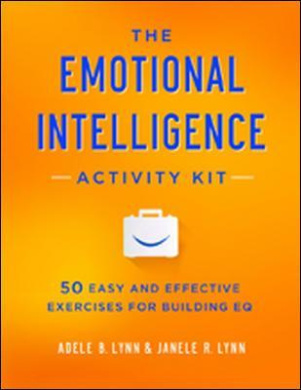 THE
EMOTIONAL
INTELLIGENCE
ACTIVITY KIT
50 EASY AND EFFECTIVE
EXERCISES FOR BUILDING EQ
ADELE B. LYNN & JANELE R. LYNN